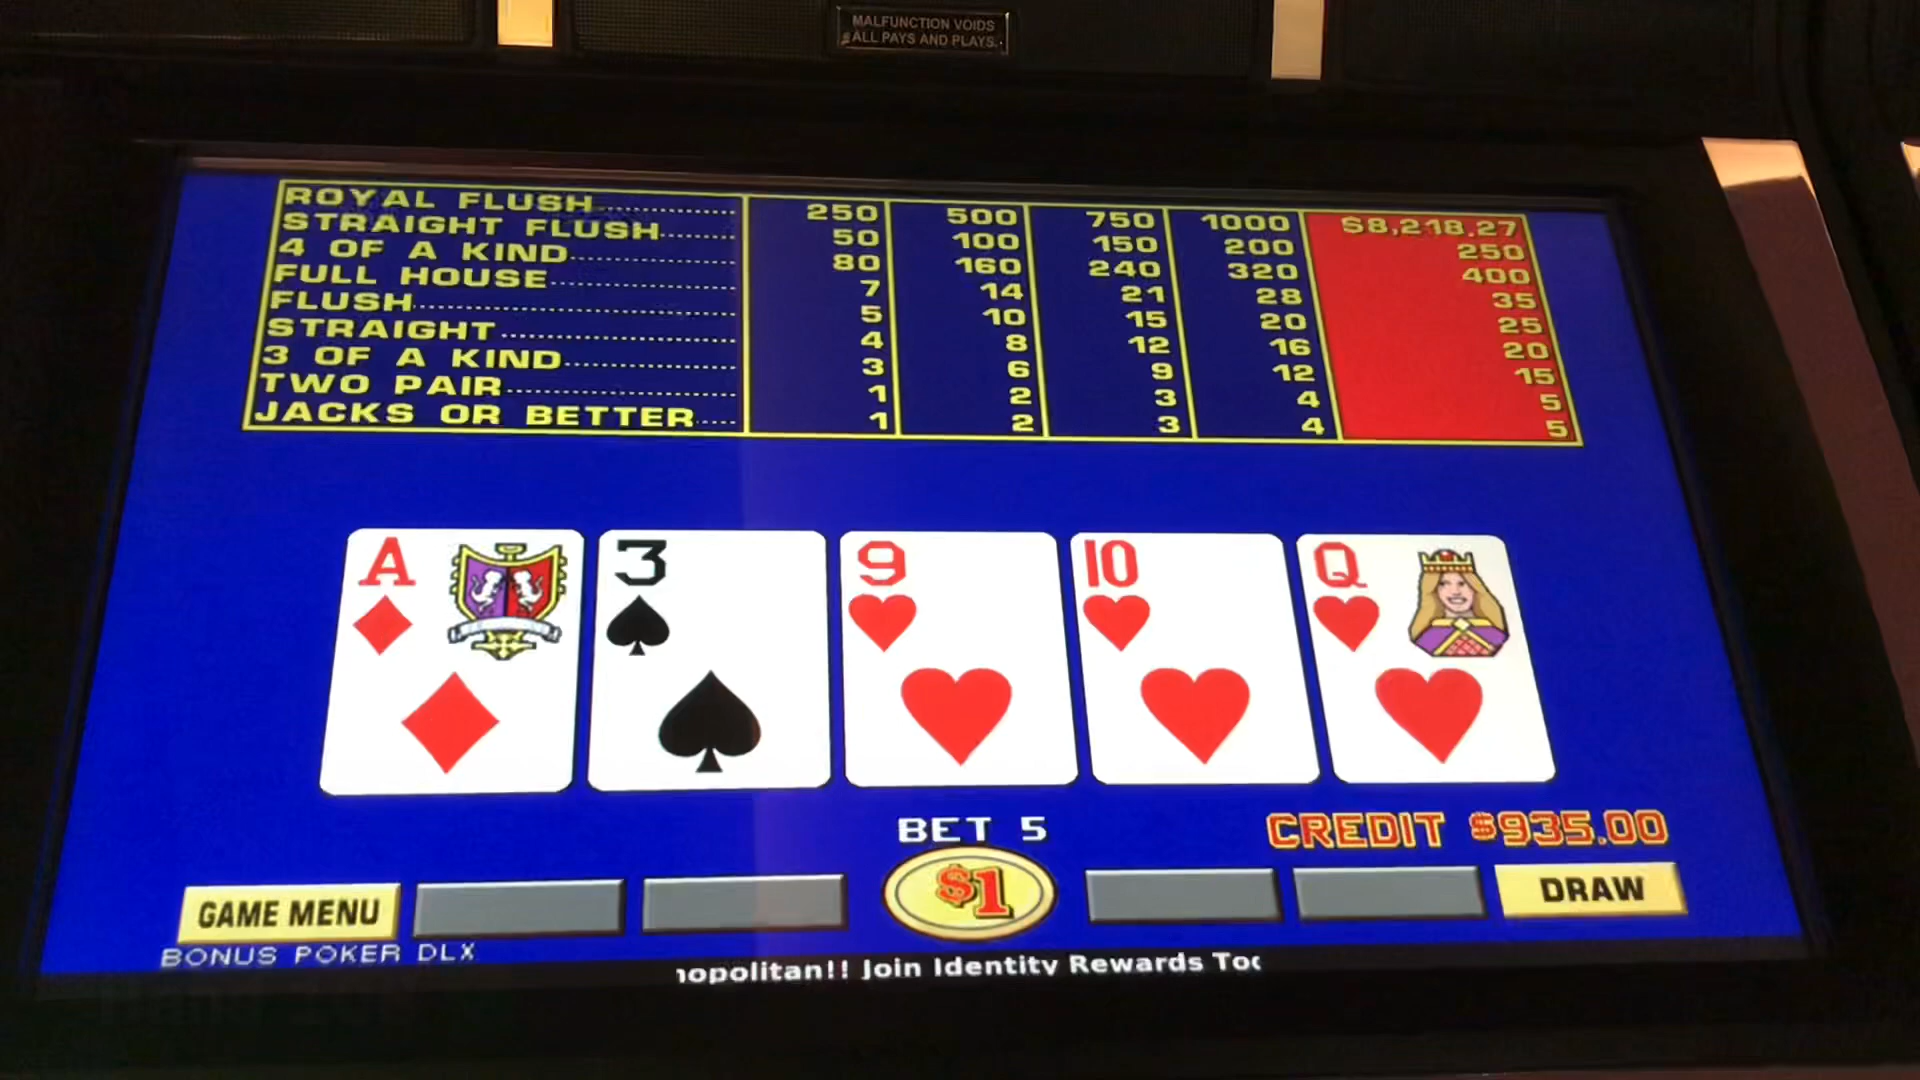 MALFUNCTION VOIDS
ALL PAYS AND PLAYS.
ROYAL FLUSH 250 500 750 1000 $8,218.27
STRAIGHT FLUSH 50 100 150 200 250
4 OF A KIND 80 160 240 320 400
FULL HOUSE 7 14 21 28 35
FLUSH 5 10 15 20 25
STRAIGHT 4 8 12 16 20
3 OF A KIND 3 6 9 12 15
TWO PAIR 1 2 3 4 5
JACKS OR BETTER 1 2 3 4 5
A 3 9 10 Q
BET 5 CREDIT $935.00
GAME MENU $1 DRAW
BONUS POKER DLX
nopolitan!! Join Identity Rewards Too